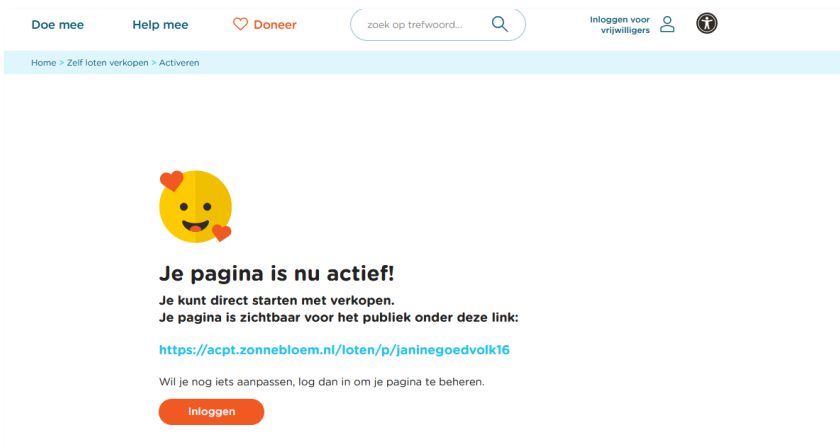 Doe mee Help mee Doneer zoek op trefwoord... Inloggen voor
vrijwilligers
Home > Zelf loten verkopen > Activeren
Je pagina is nu actief!
Je kunt direct starten met verkopen.
Je pagina is zichtbaar voor het publiek onder deze link:
https://acpt.zonnebloem.nl/loten/p/janinegoedvolk16
Wil je nog iets aanpassen, log dan in om je pagina te beheren.
Inloggen